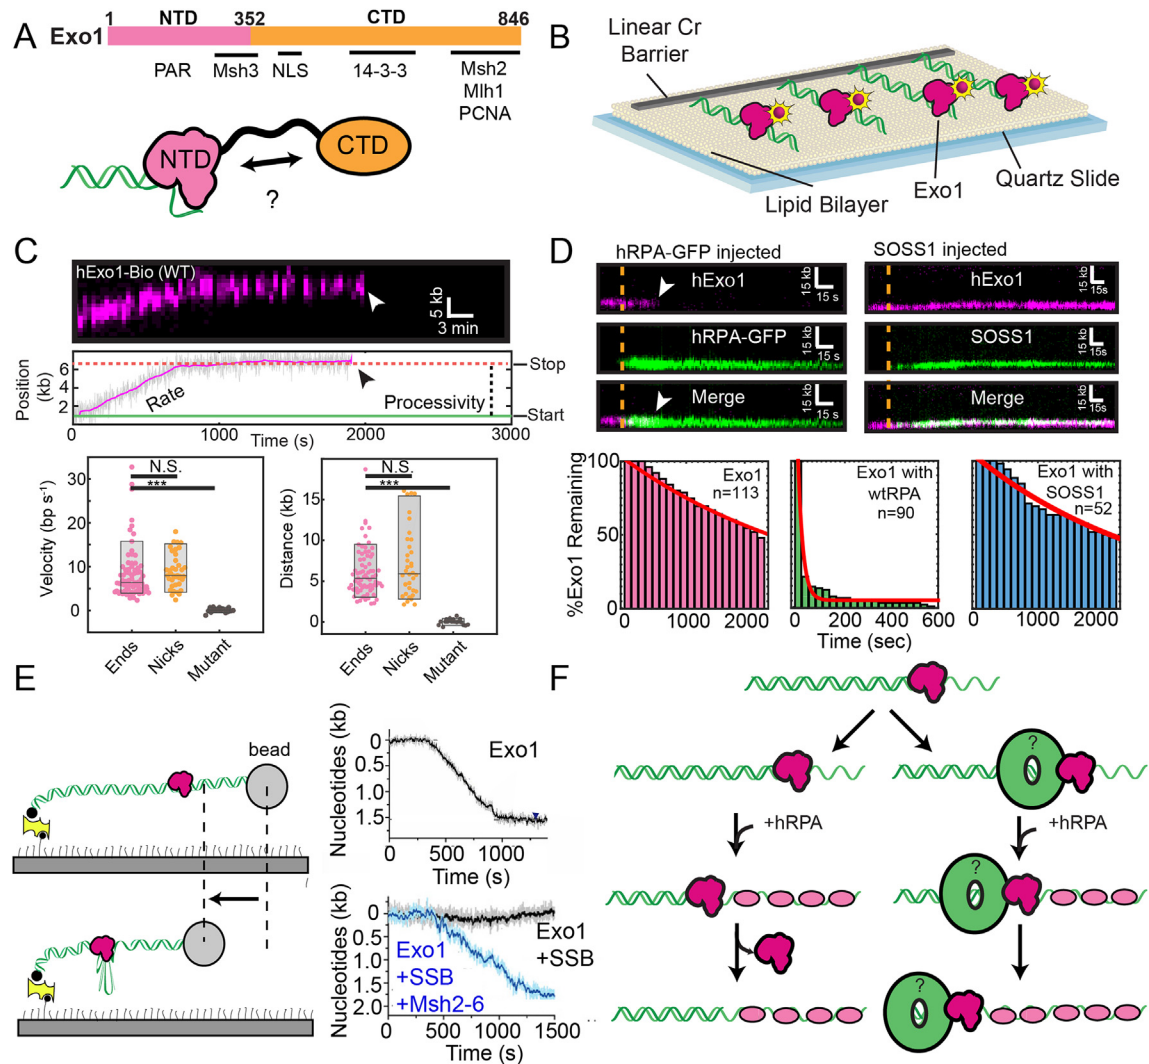 A
1 NTD 352 CTD 846
Exo1
PAR Msh3 NLS 14-3-3 Msh2
Mlh1
PCNA
NTD CTD
?
B
Linear Cr
Barrier
Lipid Bilayer
Exo1
Quartz Slide
C
hExo1-Bio (WT)
5 kb
3 min
Position
(kb)
6
4
2
Rate
Processivity
Stop
Start
0 1000 2000 3000
Time (s)
Velocity (bp s-1)
30
20
10
0
N.S.
***
Ends Nicks Mutant
Distance (kb)
15
10
5
0
N.S.
***
Ends Nicks Mutant
D
hRPA-GFP injected
hExo1
15 kb
15 s
hRPA-GFP
15 kb
15 s
Merge
15 kb
15 s
SOSS1 injected
hExo1
15 kb
15s
SOSS1
15 kb
15s
Merge
15 kb
15s
%Exo1 Remaining
100
50
0
Exo1
n=113
0 1000 2000
Exo1 with
wtRPA
n=90
0 200 400 600
Exo1 with
SOSS1
n=52
0 1000 2000
Time (sec)
E
bead
Nucleotides (kb)
0
0.5
1.0
1.5
Exo1
0 500 1000
Time (s)
Nucleotides (kb)
0
0.5
1.0
1.5
2.0
Exo1
+SSB
+Msh2-6
Exo1
+SSB
0 500 1000 1500
Time (s)
F
?
+hRPA
+hRPA
?
?